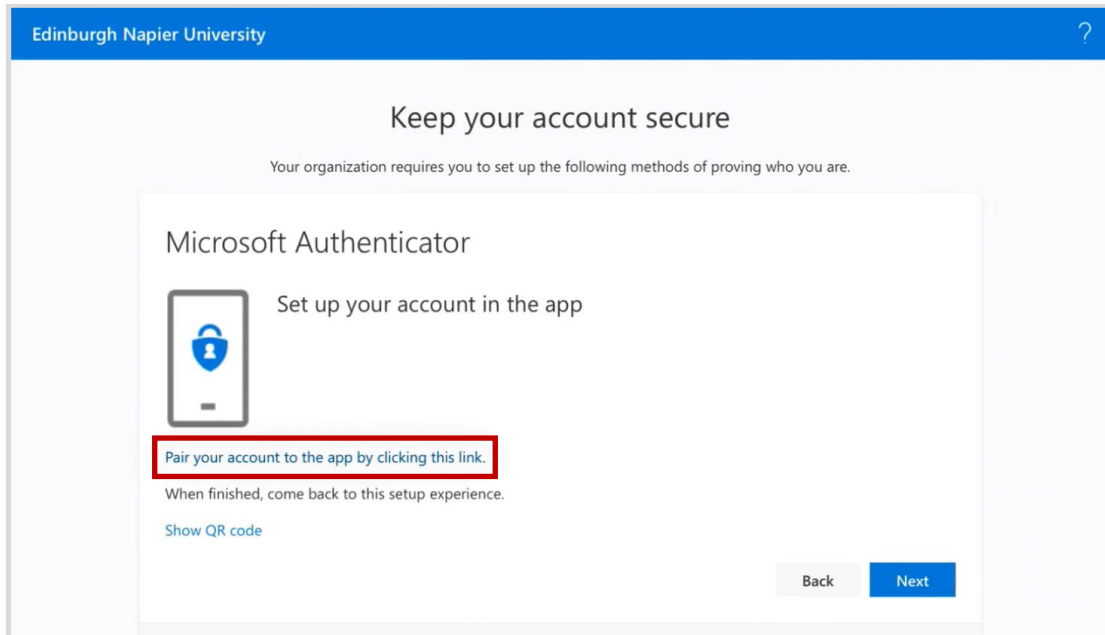 Edinburgh Napier University
?
Keep your account secure
Your organization requires you to set up the following methods of proving who you are.
Microsoft Authenticator
Set up your account in the app
Pair your account to the app by clicking this link.
When finished, come back to this setup experience.
Show QR code
Back
Next